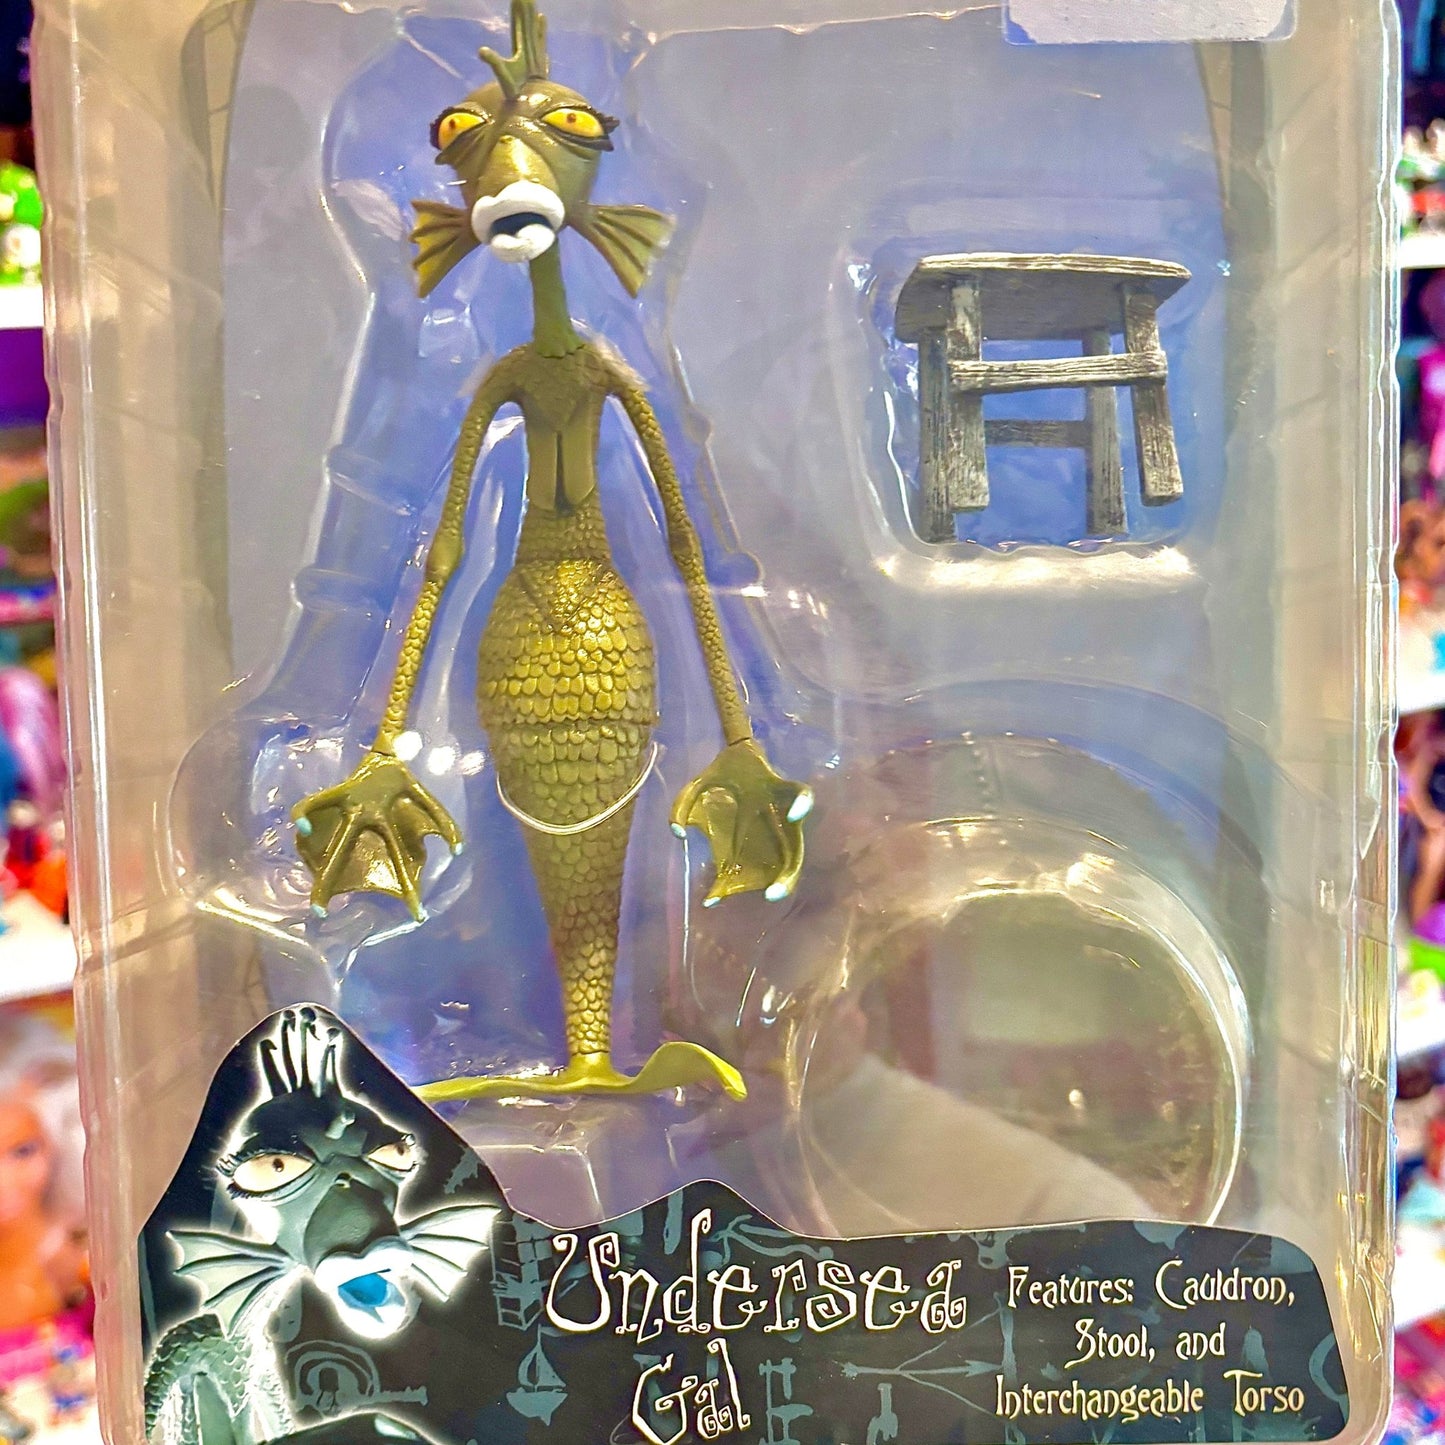 Undersea
Gal
Features: Cauldron,
Stool, and
Interchangeable Torso